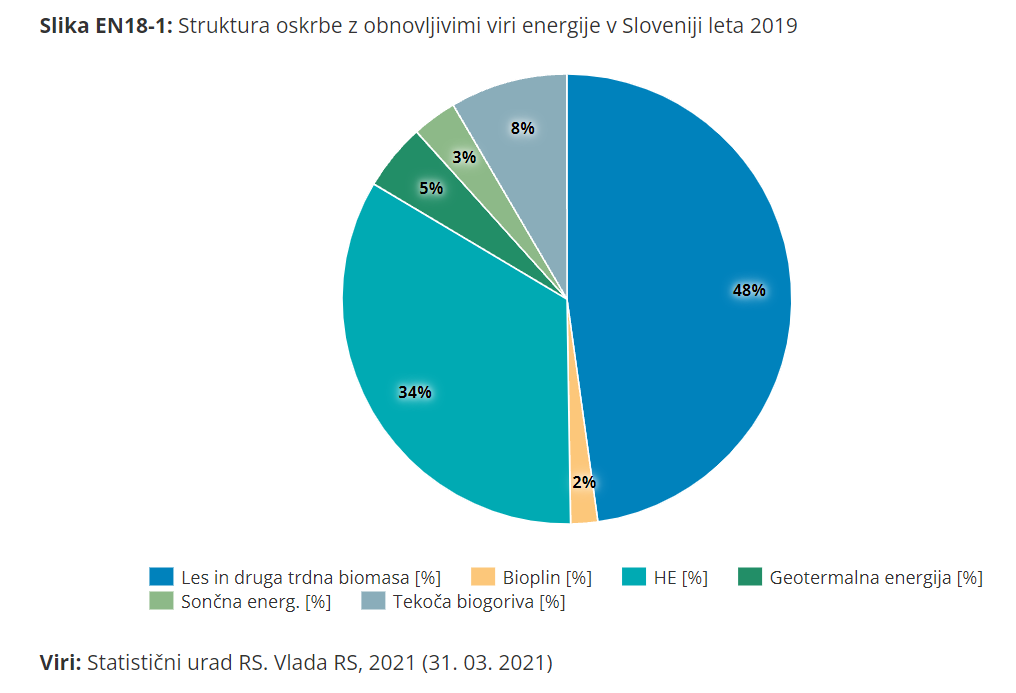 Slika EN18-1: Struktura oskrbe z obnovljivimi viri energije v Sloveniji leta 2019
8%
3%
5%
48%
34%
2%
Les in druga trdna biomasa [%] Bioplin [%] HE [%] Geotermalna energija [%]
Sončna energ. [%] Tekoča biogoriva [%]
Viri: Statistični urad RS. Vlada RS, 2021 (31. 03. 2021)